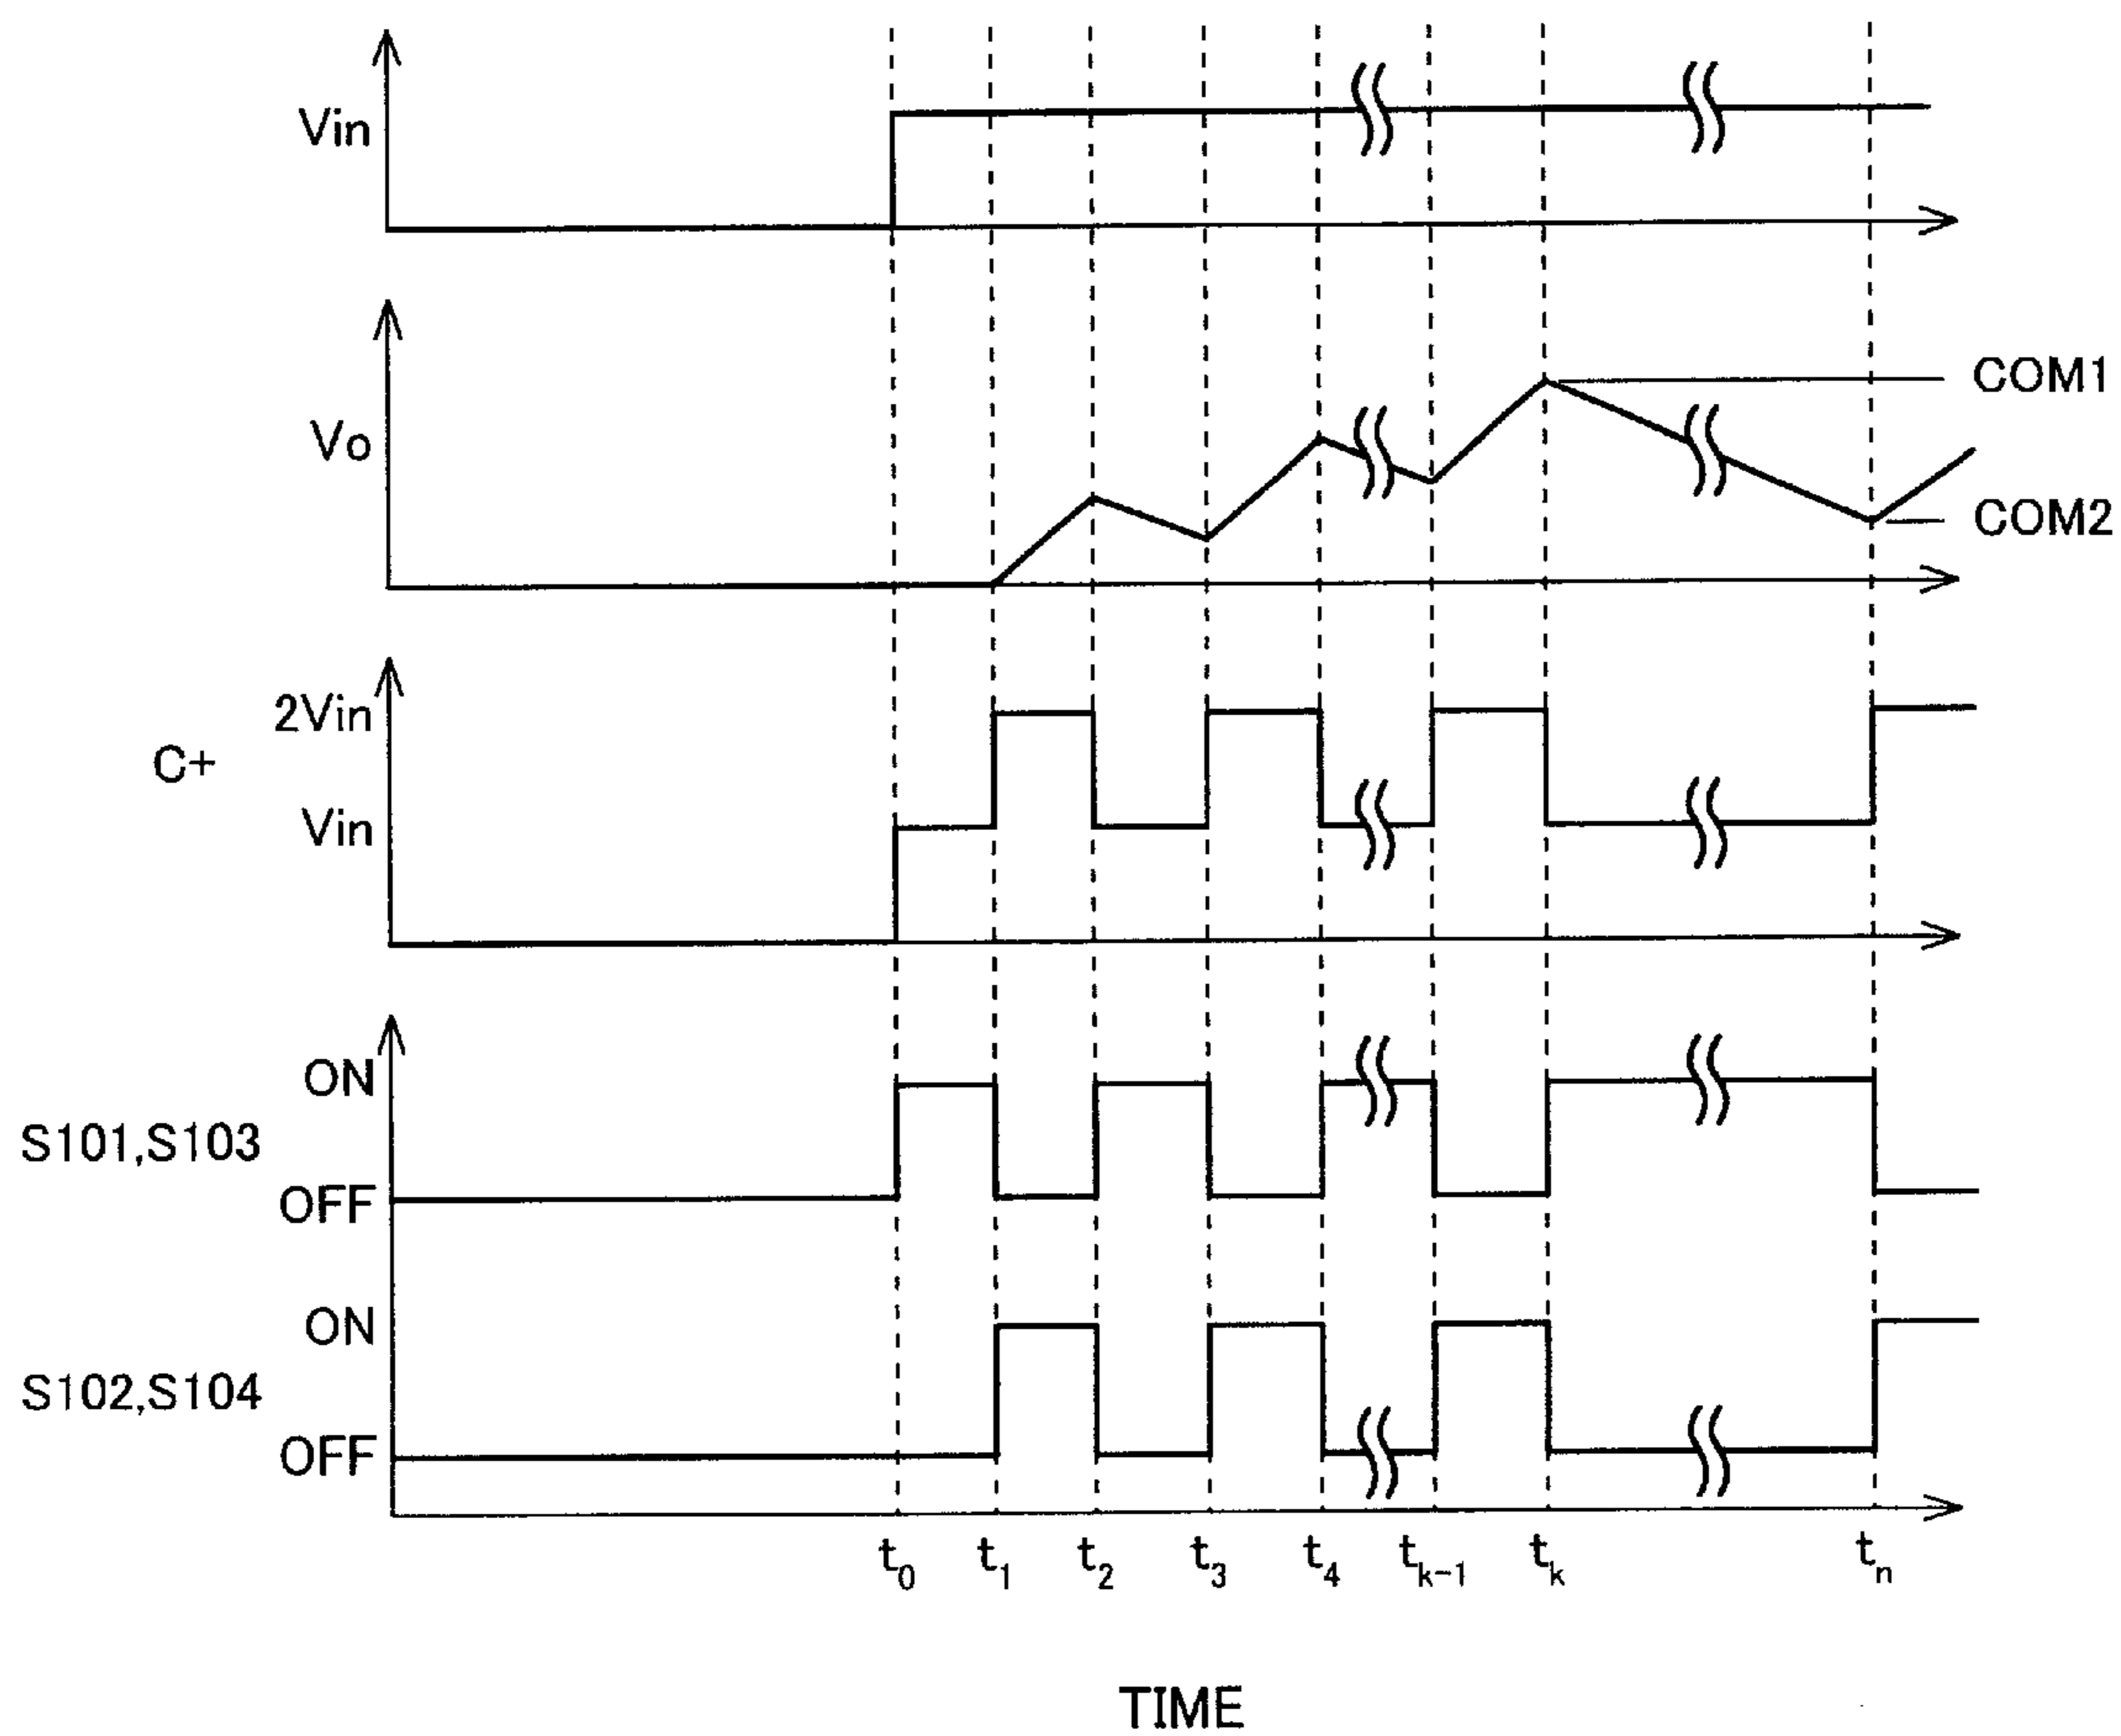 Vin
COM1
Vo
COM2
2Vin
C+
Vin
ON
S101,S103
OFF
ON
S102,S104
OFF
t0 t1 t2 t3 t4 tk-1 tk tn
TIME